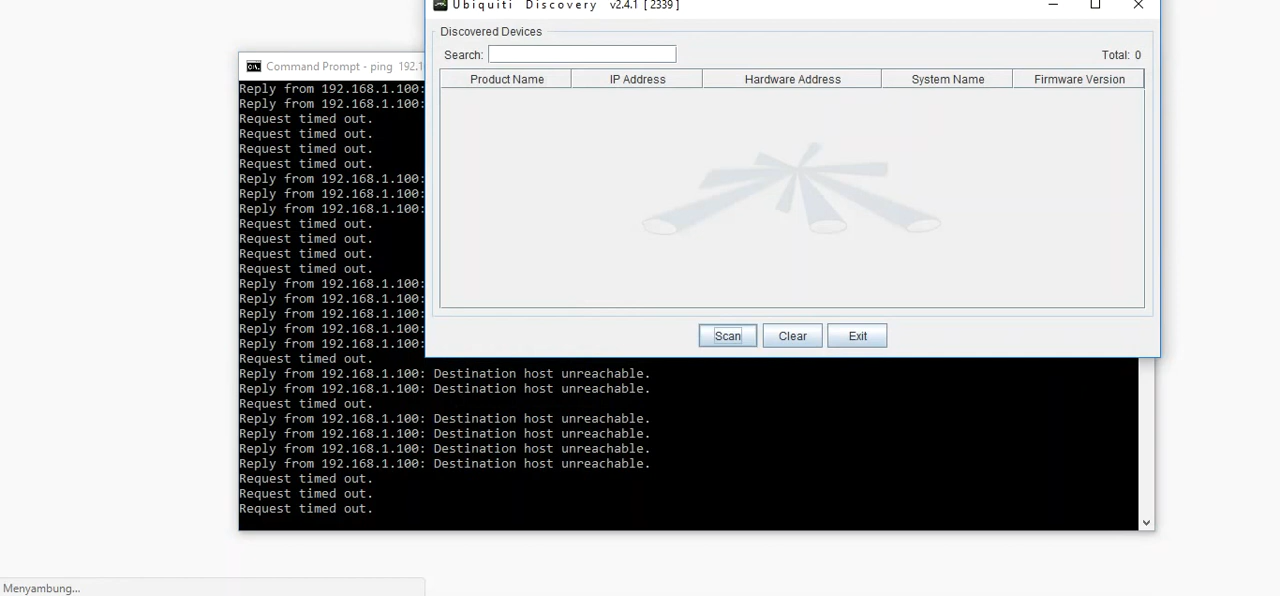 Ubiquiti Discovery v2.4.1 [ 2339 ]
Discovered Devices
Search:
Total: 0
Product Name IP Address Hardware Address System Name Firmware Version
Scan Clear Exit
Command Prompt - ping 192.1
Reply from 192.168.1.100:
Reply from 192.168.1.100:
Request timed out.
Request timed out.
Request timed out.
Request timed out.
Reply from 192.168.1.100:
Reply from 192.168.1.100:
Reply from 192.168.1.100:
Request timed out.
Request timed out.
Request timed out.
Request timed out.
Reply from 192.168.1.100:
Reply from 192.168.1.100:
Reply from 192.168.1.100:
Reply from 192.168.1.100:
Reply from 192.168.1.100:
Request timed out.
Reply from 192.168.1.100: Destination host unreachable.
Reply from 192.168.1.100: Destination host unreachable.
Request timed out.
Reply from 192.168.1.100: Destination host unreachable.
Reply from 192.168.1.100: Destination host unreachable.
Reply from 192.168.1.100: Destination host unreachable.
Reply from 192.168.1.100: Destination host unreachable.
Request timed out.
Request timed out.
Request timed out.
Menyambung...